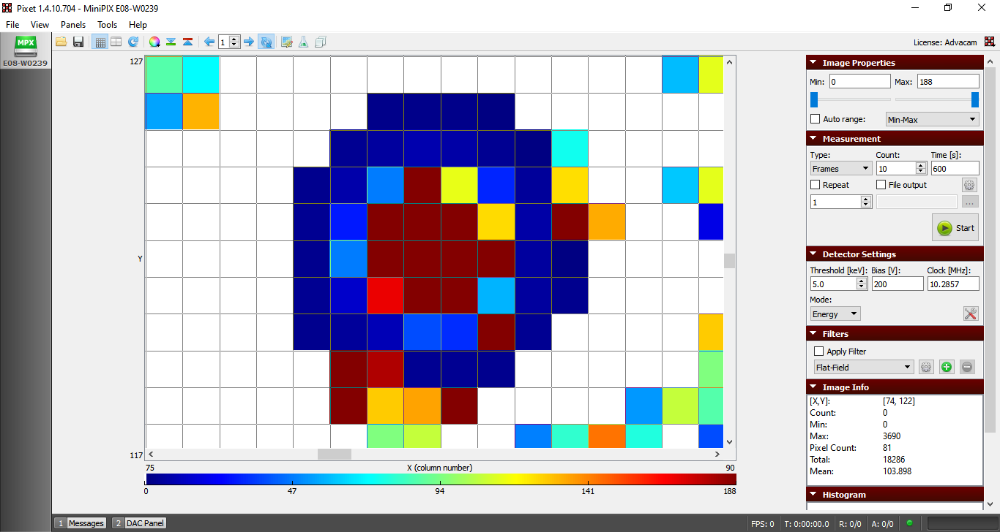 Pixet 1.4.10.704 - MiniPIX E08-W0239
File View Panels Tools Help
MPX
E08-W0239
1
License: Advacam
127
Y
117
75 X (column number) 90
0 47 94 141 188
Image Properties
Min: 0 Max: 188
Auto range: Min-Max
Measurement
Type: Count: Time [s]:
Frames 10 600
Repeat File output
1 ...
Start
Detector Settings
Threshold [keV]: Bias [V]: Clock [MHz]:
5.0 200 10.2857
Mode:
Energy
Filters
Apply Filter
Flat-Field
Image Info
[X,Y]: [74, 122]
Count: 0
Min: 0
Max: 3690
Pixel Count: 81
Total: 18286
Mean: 103.898
Histogram
1 Messages 2 DAC Panel FPS: 0 T: 0:00:00.0 R: 0/0 A: 0/0